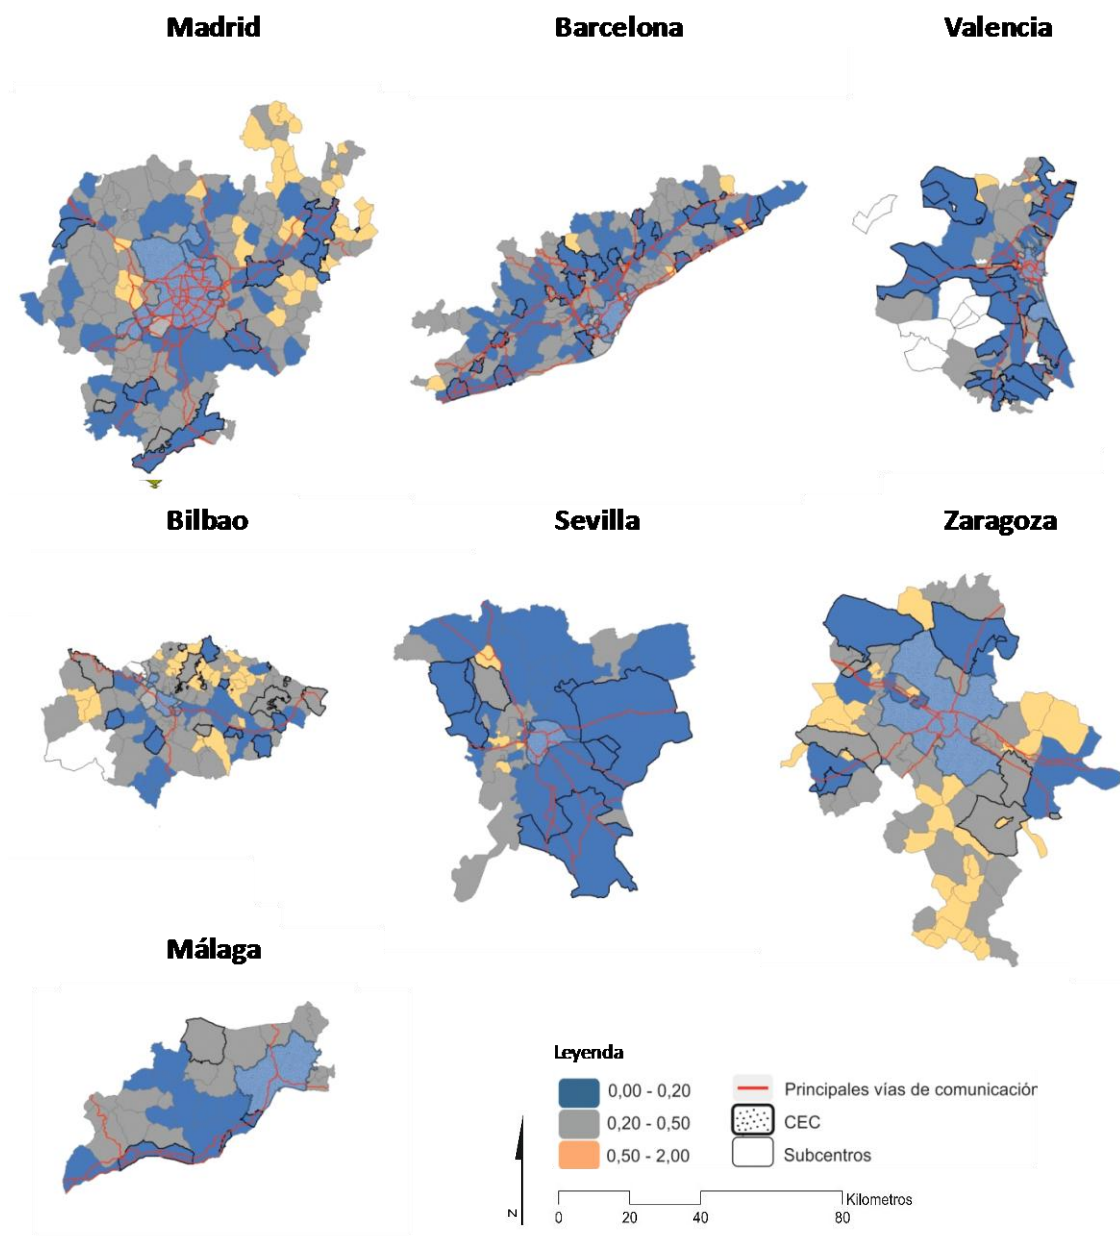 Madrid
Barcelona
Valencia
Bilbao
Sevilla
Zaragoza
Málaga
Leyenda
0,00 - 0,20
0,20 - 0,50
0,50 - 2,00
Principales vías de comunicación
CEC
Subcentros
N
Kilometros
0 20 40 80